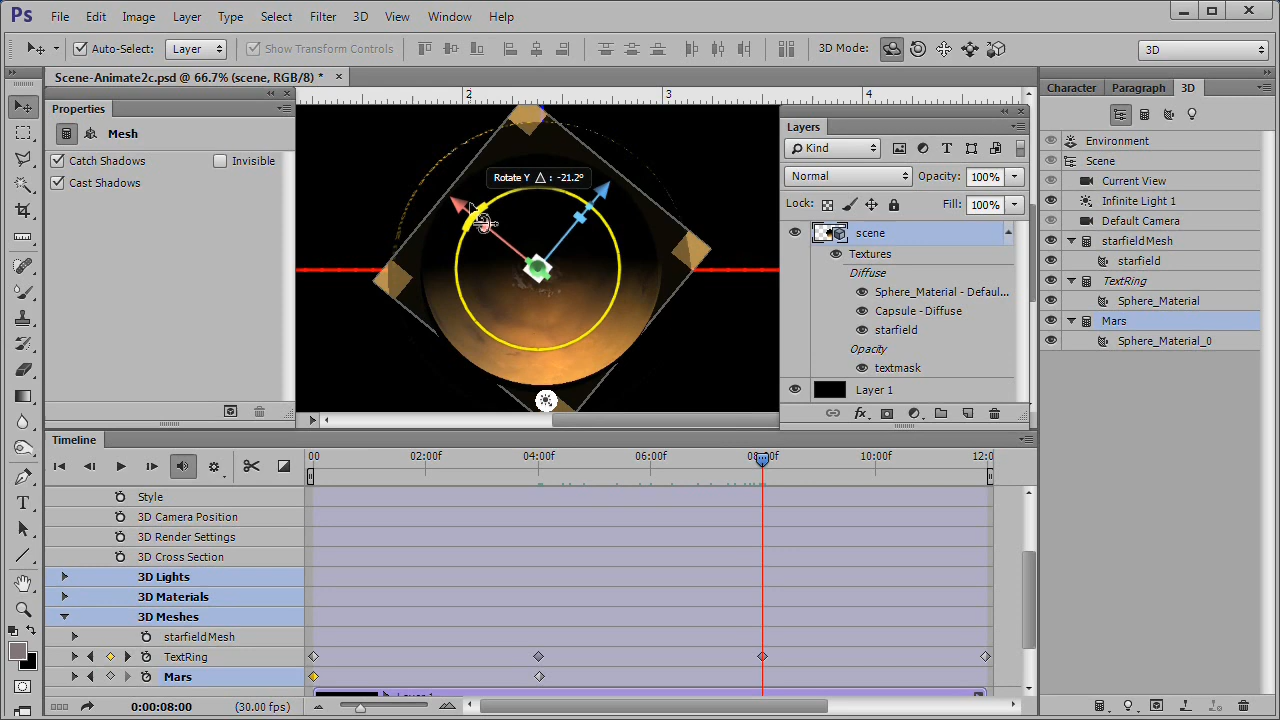 Ps File Edit Image Layer Type Select Filter 3D View Window Help
Auto-Select: Layer Show Transform Controls 3D Mode: 3D
Scene-Animate2c.psd @ 66.7% (scene, RGB/8) *
Properties
Mesh
Catch Shadows Invisible
Cast Shadows
2 3 4
Rotate Y △ : -21.2º
Layers
Kind
Normal Opacity: 100%
Lock: Fill: 100%
scene
Textures
Diffuse
Sphere_Material - Defaul...
Capsule - Diffuse
starfield
Opacity
textmask
Layer 1
fx
Character Paragraph 3D
Environment
Scene
Current View
Infinite Light 1
Default Camera
starfieldMesh
starfield
TextRing
Sphere_Material
Mars
Sphere_Material_0
Timeline
00 02:00f 04:00f 06:00f 08:00f 10:00f 12:0
Style
3D Camera Position
3D Render Settings
3D Cross Section
3D Lights
3D Materials
3D Meshes
starfieldMesh
TextRing
Mars
Layer 1
0:00:08:00 (30.00 fps)